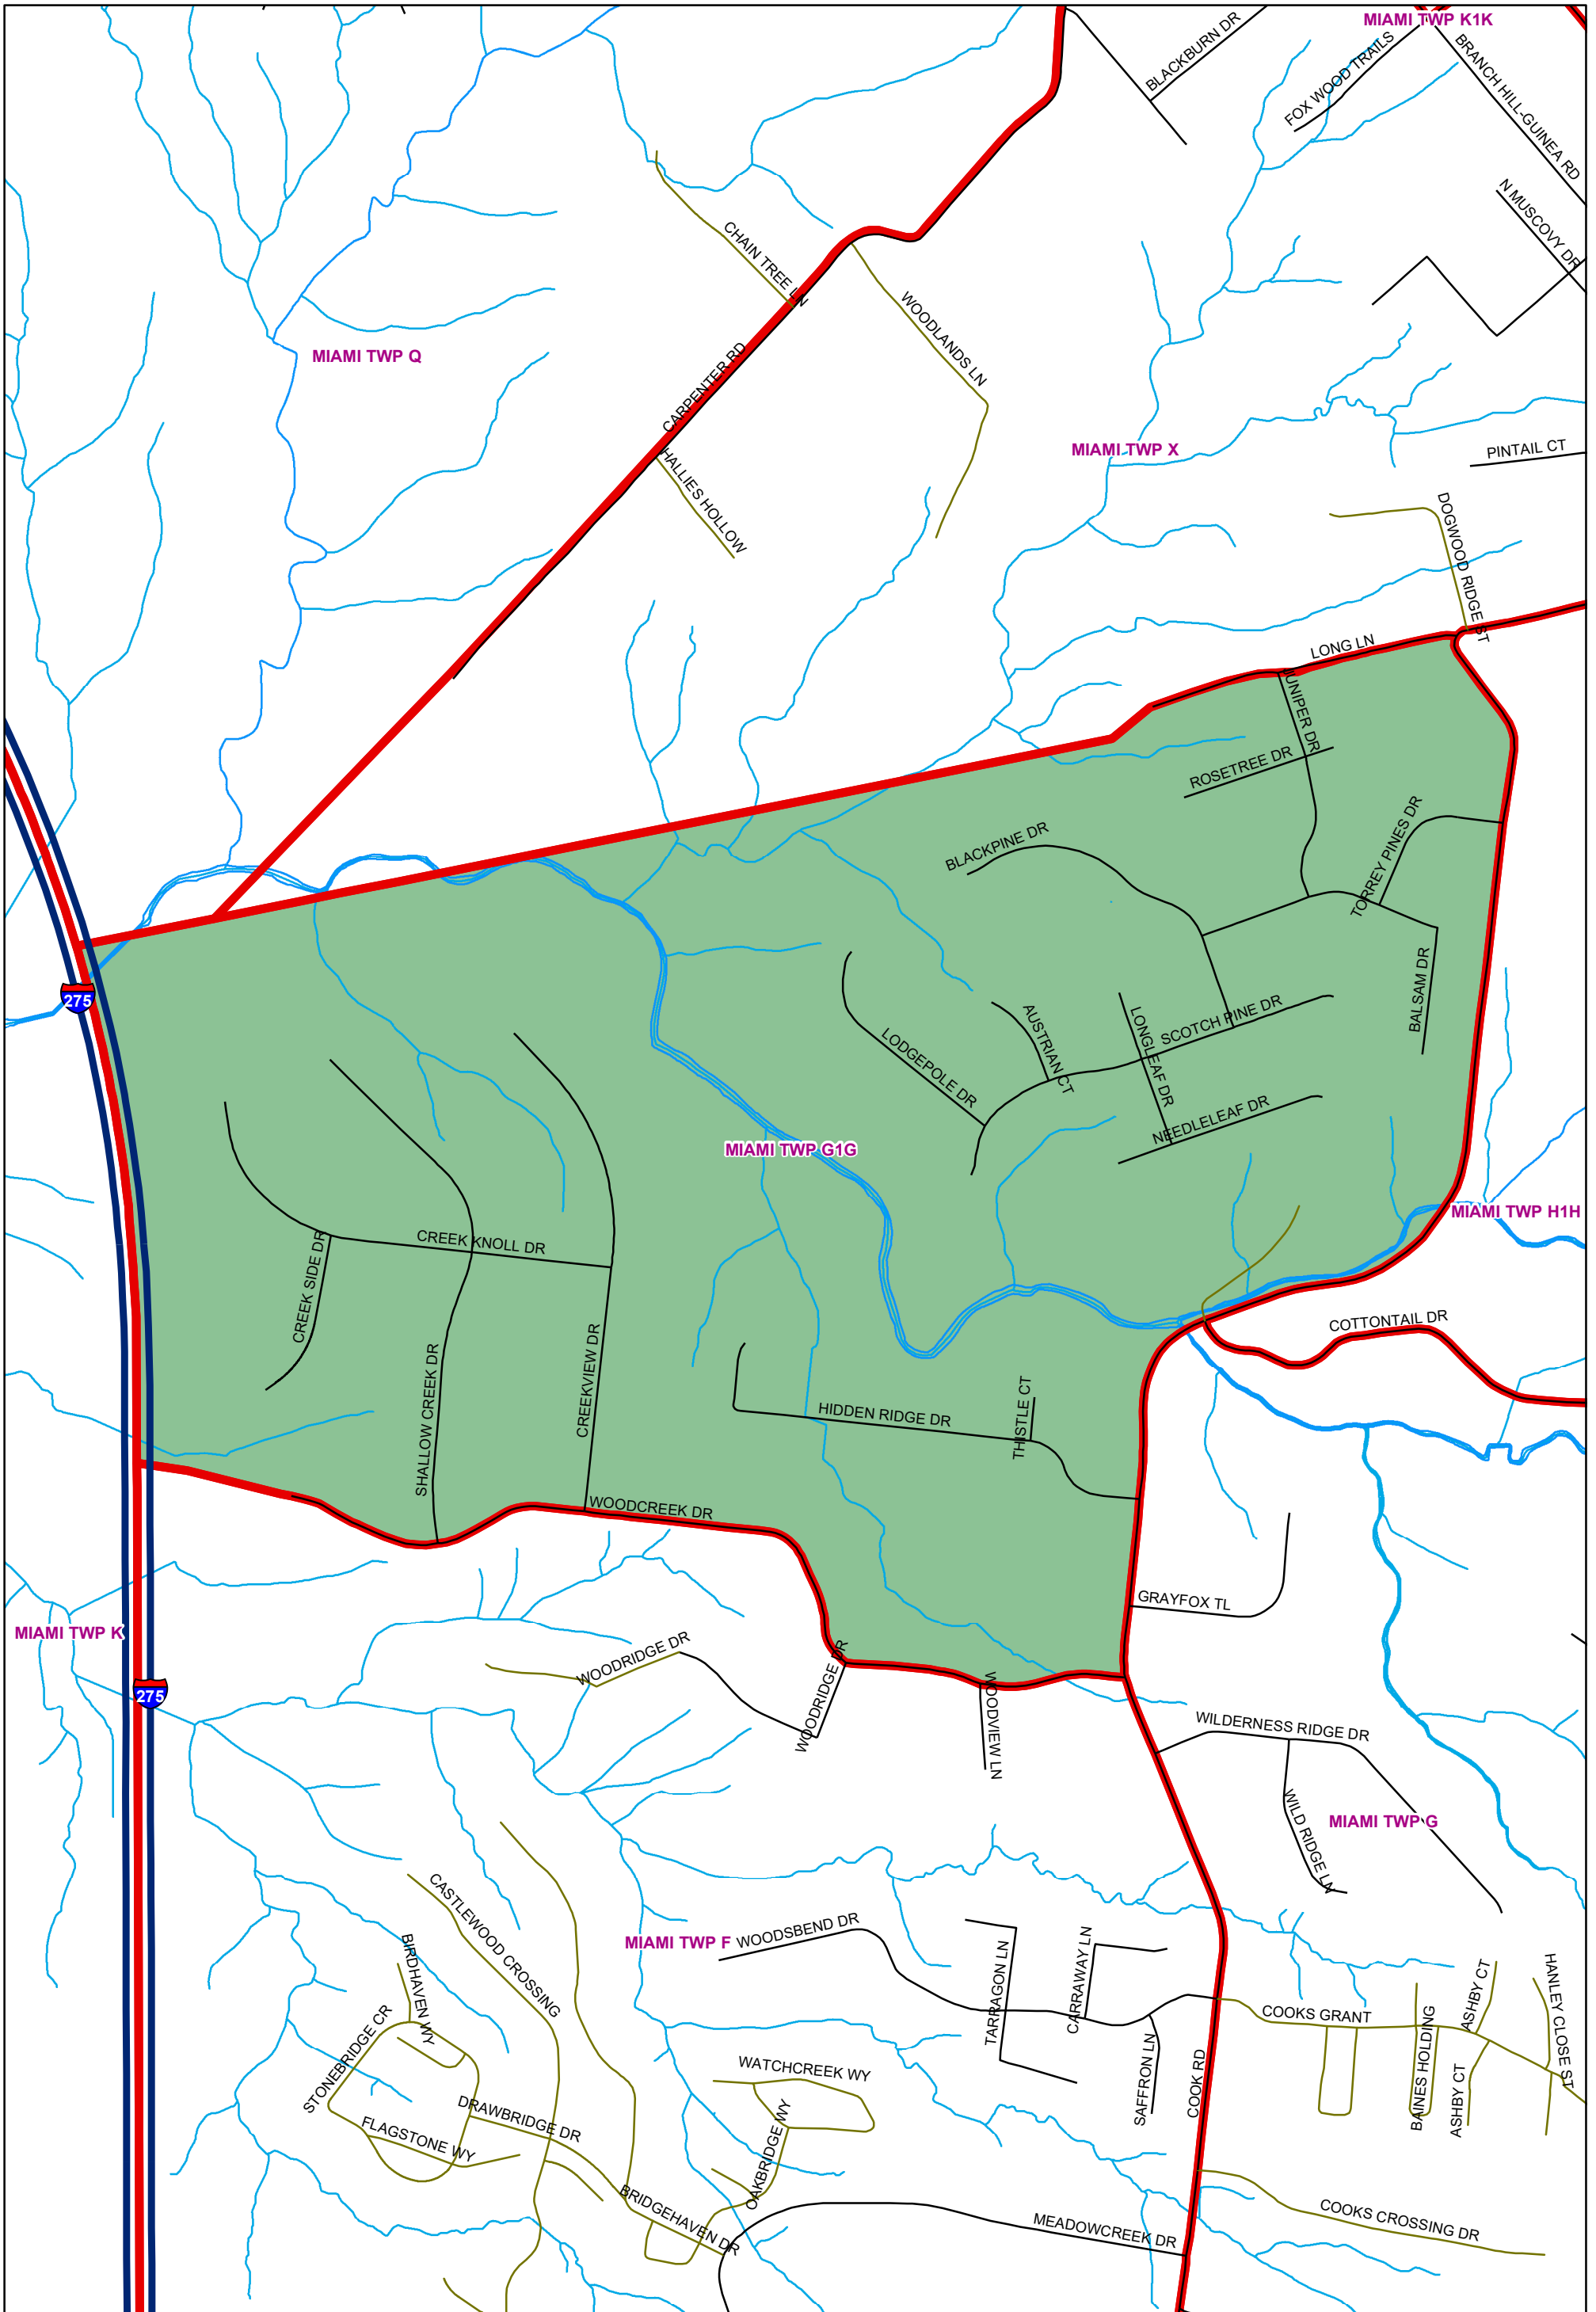 MIAMI TWP K1K
BLACKBURN DR
FOX WOOD TRAILS
BRANCH HILL-GUINEA RD
N MUSCOVY DR
CHAIN TREE LN
WOODLANDS LN
MIAMI TWP Q
CARPENTER RD
HALLIES HOLLOW
MIAMI TWP X
PINTAIL CT
DOGWOOD RIDGE ST
LONG LN
JUNIPER DR
ROSETREE DR
TORREY PINES DR
BLACKPINE DR
BALSAM DR
275
LODGEPOLE DR
AUSTRIAN CT
LONGLEAF DR
SCOTCH PINE DR
NEEDLELEAF DR
MIAMI TWP G1G
MIAMI TWP H1H
CREEK KNOLL DR
CREEK SIDE DR
COTTONTAIL DR
SHALLOW CREEK DR
CREEKVIEW DR
HIDDEN RIDGE DR
THISTLE CT
WOODCREEK DR
GRAYFOX TL
MIAMI TWP K
WOODRIDGE DR
WOODRIDGE DR
WOODVIEW LN
275
WILDERNESS RIDGE DR
WILD RIDGE LN
MIAMI TWP G
CASTLEWOOD CROSSING
MIAMI TWP F
WOODSBEND DR
BIRDHAVEN WY
TARRAGON LN
CARRAWAY LN
COOKS GRANT
ASHBY CT
HANLEY CLOSE ST
STONEBRIDGE CR
WATCHCREEK WY
SAFFRON LN
COOK RD
BAINES HOLDING
ASHBY CT
DRAWBRIDGE DR
FLAGSTONE WY
OAKBRIDGE WY
BRIDGEHAVEN DR
MEADOWCREEK DR
COOKS CROSSING DR